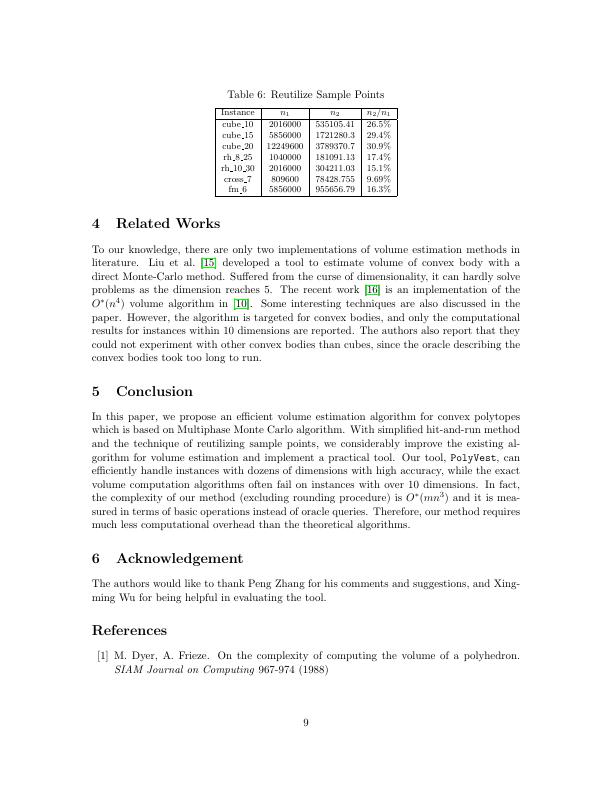 Table 6: Reutilize Sample Points
Instance n₁ n₂ n₂/n₁
cube_10 2016000 535105.41 26.5%
cube_15 5856000 1721280.3 29.4%
cube_20 12249600 3789370.7 30.9%
rh_8_25 1040000 181091.13 17.4%
rh_10_30 2016000 304211.03 15.1%
cross_7 809600 78428.755 9.69%
fm_6 5856000 955656.79 16.3%
4 Related Works
To our knowledge, there are only two implementations of volume estimation methods in
literature. Liu et al. [15] developed a tool to estimate volume of convex body with a
direct Monte-Carlo method. Suffered from the curse of dimensionality, it can hardly solve
problems as the dimension reaches 5. The recent work [16] is an implementation of the
O*(n⁴) volume algorithm in [10]. Some interesting techniques are also discussed in the
paper. However, the algorithm is targeted for convex bodies, and only the computational
results for instances within 10 dimensions are reported. The authors also report that they
could not experiment with other convex bodies than cubes, since the oracle describing the
convex bodies took too long to run.
5 Conclusion
In this paper, we propose an efficient volume estimation algorithm for convex polytopes
which is based on Multiphase Monte Carlo algorithm. With simplified hit-and-run method
and the technique of reutilizing sample points, we considerably improve the existing al-
gorithm for volume estimation and implement a practical tool. Our tool, PolyVest, can
efficiently handle instances with dozens of dimensions with high accuracy, while the exact
volume computation algorithms often fail on instances with over 10 dimensions. In fact,
the complexity of our method (excluding rounding procedure) is O*(mn³) and it is mea-
sured in terms of basic operations instead of oracle queries. Therefore, our method requires
much less computational overhead than the theoretical algorithms.
6 Acknowledgement
The authors would like to thank Peng Zhang for his comments and suggestions, and Xing-
ming Wu for being helpful in evaluating the tool.
References
[1] M. Dyer, A. Frieze. On the complexity of computing the volume of a polyhedron.
SIAM Journal on Computing 967-974 (1988)
9